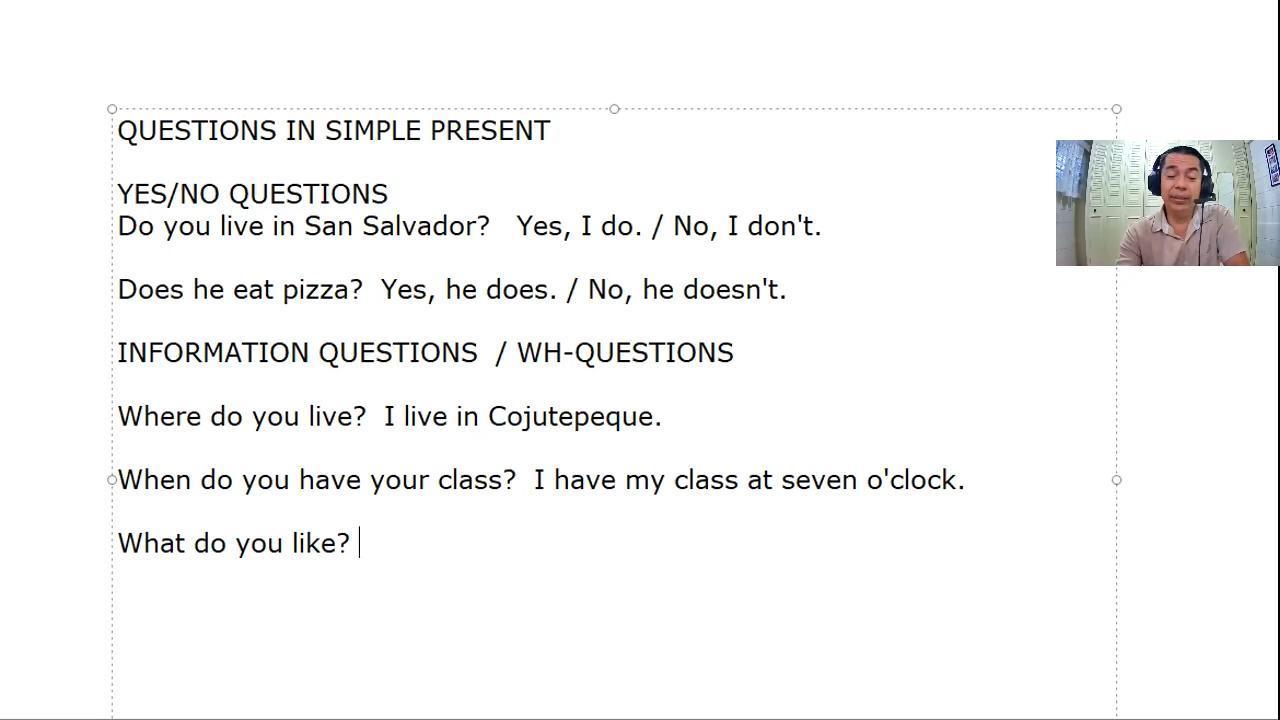 QUESTIONS IN SIMPLE PRESENT
YES/NO QUESTIONS
Do you live in San Salvador?   Yes, I do. / No, I don't.
Does he eat pizza?  Yes, he does. / No, he doesn't.
INFORMATION QUESTIONS  / WH-QUESTIONS
Where do you live?  I live in Cojutepeque.
When do you have your class?  I have my class at seven o'clock.
What do you like?